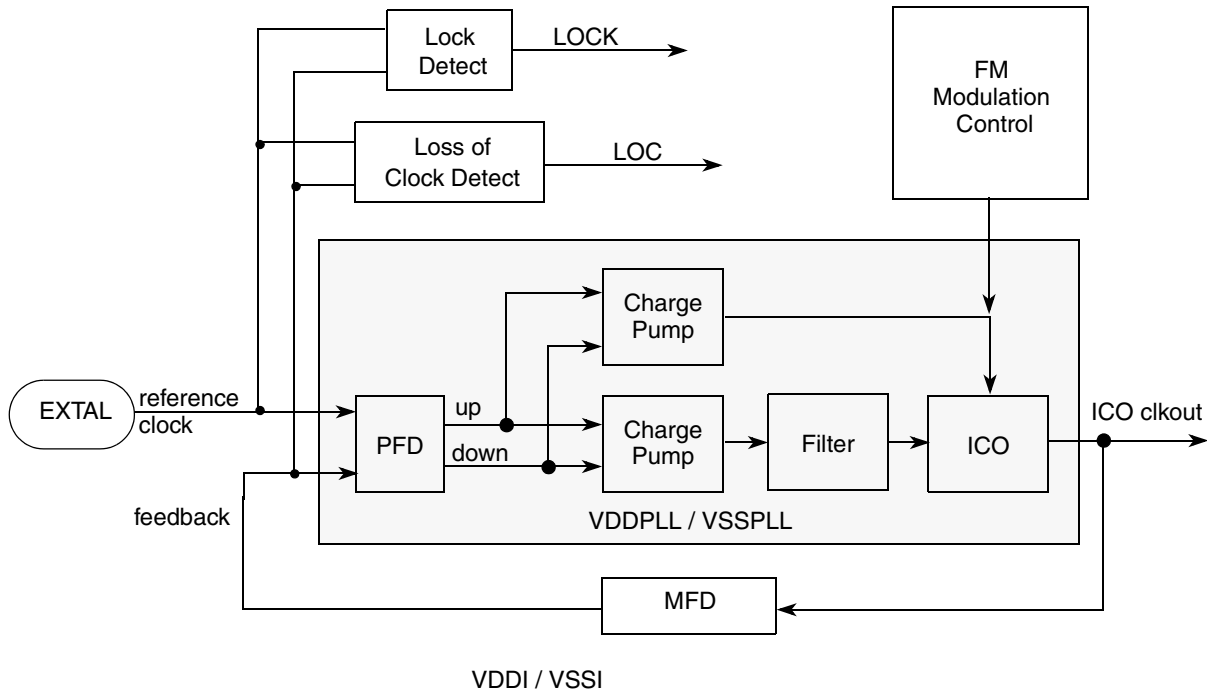 Lock
Detect
LOCK
FM
Modulation
Control
Loss of
Clock Detect
LOC
Charge
Pump
EXTAL
reference
clock
PFD
up
down
Charge
Pump
Filter
ICO
ICO clkout
feedback
VDDPLL / VSSPLL
MFD
VDDI / VSSI